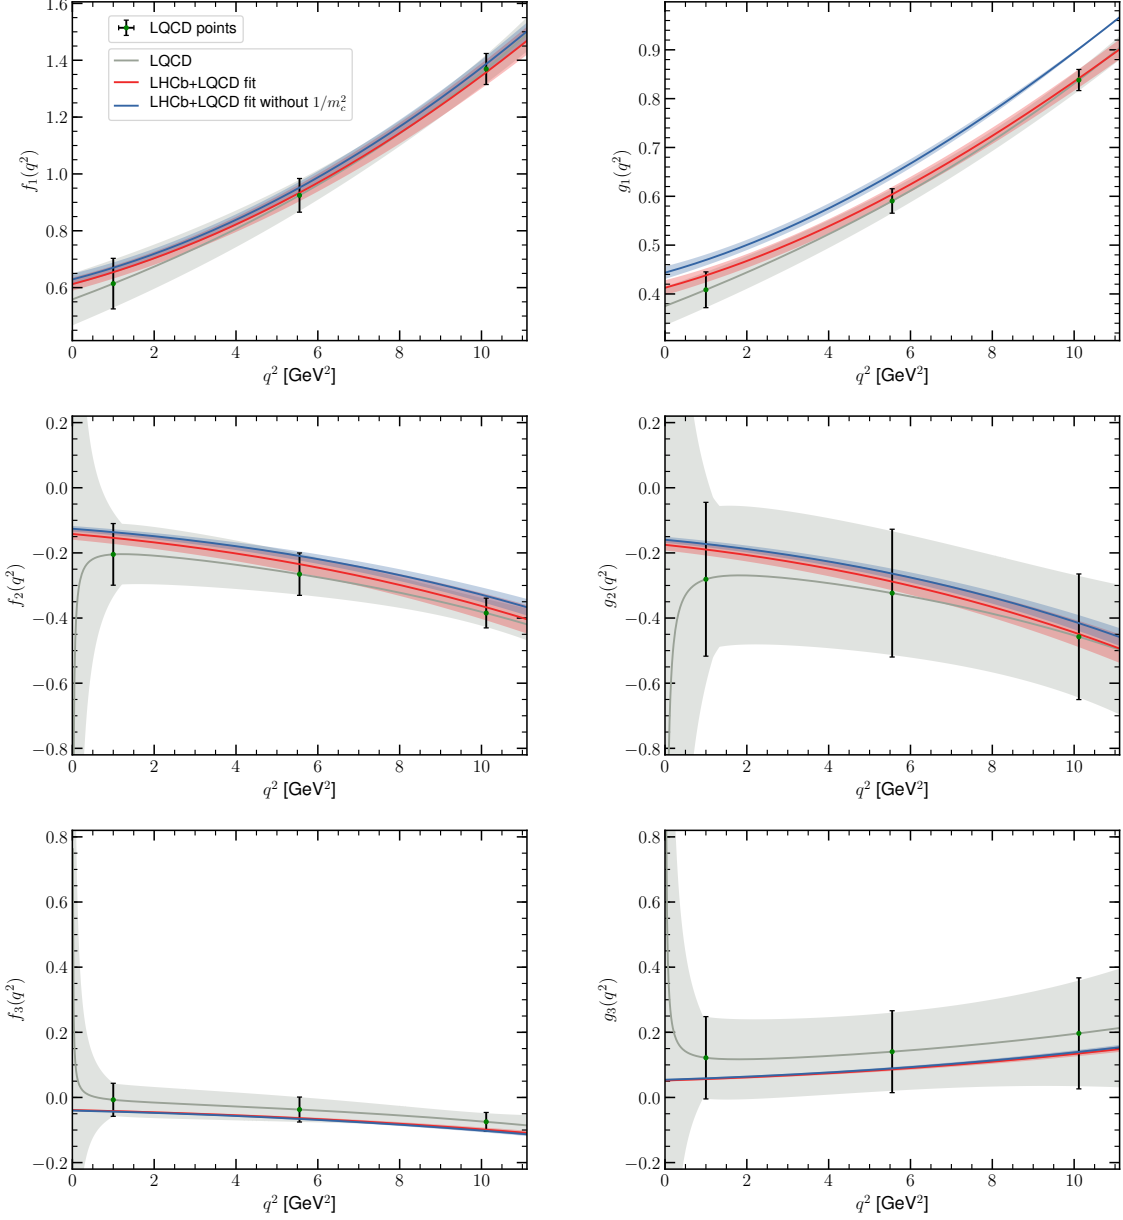 LQCD points
LQCD
LHCb+LQCD fit
LHCb+LQCD fit without 1/m_c^2
f_1(q^2)
1.6
1.4
1.2
1.0
0.8
0.6
0 2 4 6 8 10
q^2 [GeV^2]
g_1(q^2)
0.9
0.8
0.7
0.6
0.5
0.4
0 2 4 6 8 10
q^2 [GeV^2]
f_2(q^2)
0.2
0.0
−0.2
−0.4
−0.6
−0.8
0 2 4 6 8 10
q^2 [GeV^2]
g_2(q^2)
0.2
0.0
−0.2
−0.4
−0.6
−0.8
0 2 4 6 8 10
q^2 [GeV^2]
f_3(q^2)
0.8
0.6
0.4
0.2
0.0
−0.2
0 2 4 6 8 10
q^2 [GeV^2]
g_3(q^2)
0.8
0.6
0.4
0.2
0.0
−0.2
0 2 4 6 8 10
q^2 [GeV^2]